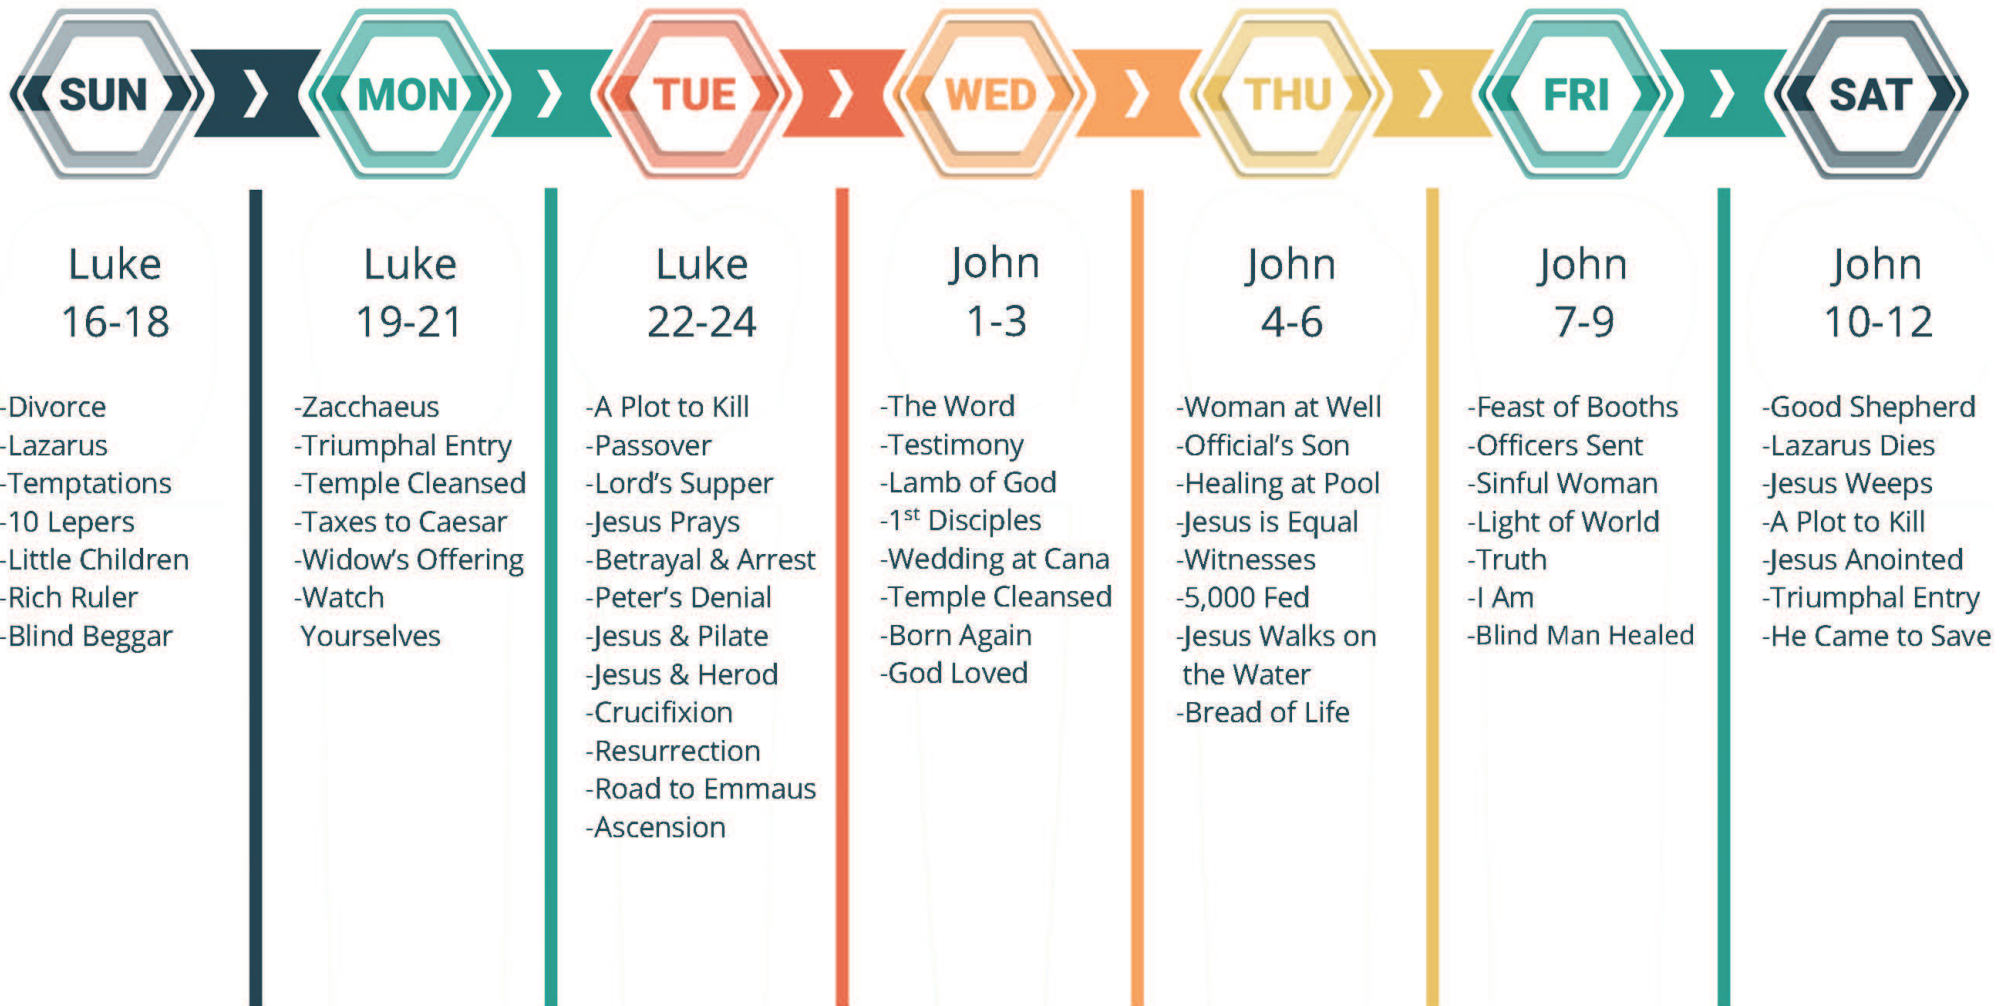 SUN
MON
TUE
WED
THU
FRI
SAT
Luke
16-18
-Divorce
-Lazarus
-Temptations
-10 Lepers
-Little Children
-Rich Ruler
-Blind Beggar
Luke
19-21
-Zacchaeus
-Triumphal Entry
-Temple Cleansed
-Taxes to Caesar
-Widow's Offering
-Watch
Yourselves
Luke
22-24
-A Plot to Kill
-Passover
-Lord's Supper
-Jesus Prays
-Betrayal & Arrest
-Peter's Denial
-Jesus & Pilate
-Jesus & Herod
-Crucifixion
-Resurrection
-Road to Emmaus
-Ascension
John
1-3
-The Word
-Testimony
-Lamb of God
-1st Disciples
-Wedding at Cana
-Temple Cleansed
-Born Again
-God Loved
John
4-6
-Woman at Well
-Official's Son
-Healing at Pool
-Jesus is Equal
-Witnesses
-5,000 Fed
-Jesus Walks on
the Water
-Bread of Life
John
7-9
-Feast of Booths
-Officers Sent
-Sinful Woman
-Light of World
-Truth
-I Am
-Blind Man Healed
John
10-12
-Good Shepherd
-Lazarus Dies
-Jesus Weeps
-A Plot to Kill
-Jesus Anointed
-Triumphal Entry
-He Came to Save